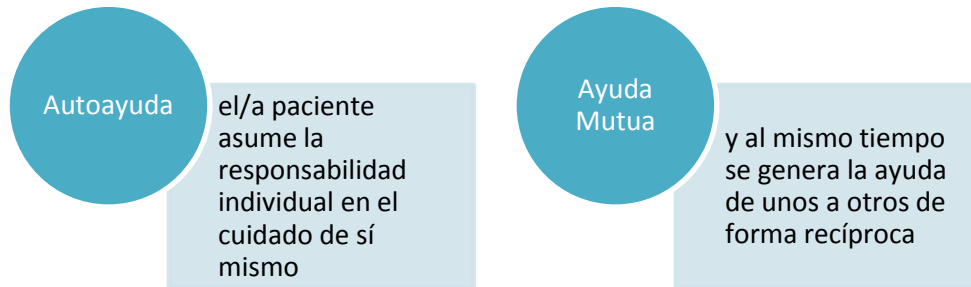 Autoayuda
el/a paciente
asume la
responsabilidad
individual en el
cuidado de sí
mismo
Ayuda
Mutua
y al mismo tiempo
se genera la ayuda
de unos a otros de
forma recíproca